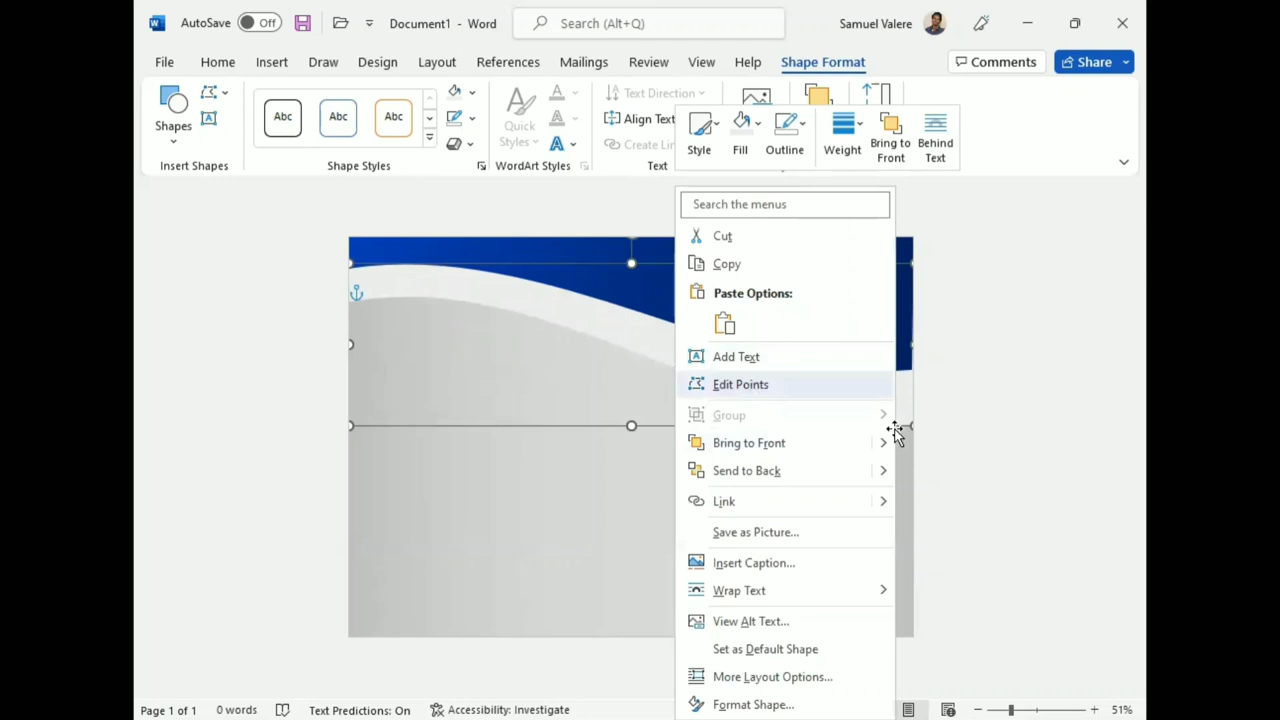 AutoSave Off Document1 - Word Search (Alt+Q) Samuel Valere
File Home Insert Draw Design Layout References Mailings Review View Help Shape Format Comments Share
Shapes
Insert Shapes
Abc Abc Abc
Shape Styles
Quick
Styles
WordArt Styles
Text Direction
Align Text
Create Lin
Text
Style Fill Outline Weight Bring to
Front Behind
Text
Search the menus
Cut
Copy
Paste Options:
Add Text
Edit Points
Group
Bring to Front
Send to Back
Link
Save as Picture...
Insert Caption...
Wrap Text
View Alt Text...
Set as Default Shape
More Layout Options...
Format Shape...
Page 1 of 1 0 words Text Predictions: On Accessibility: Investigate 51%